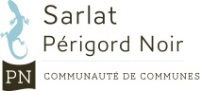 Sarlat
Périgord Noir
PN
COMMUNAUTÉ DE COMMUNES